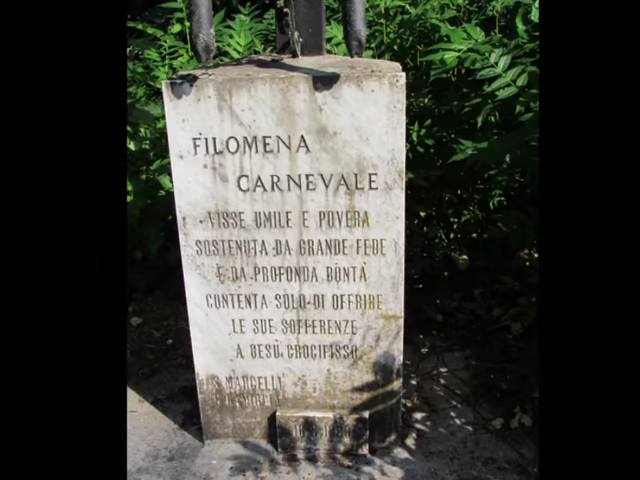 FILOMENA
CARNEVALE
VISSE UMILE E POVERA
SOSTENUTA DA GRANDE FEDE
E DA PROFONDA BONTÀ
CONTENTA SOLO DI OFFRIRE
LE SUE SOFFERENZE
A GESÙ CROCIFISSO
S. MARCELLI